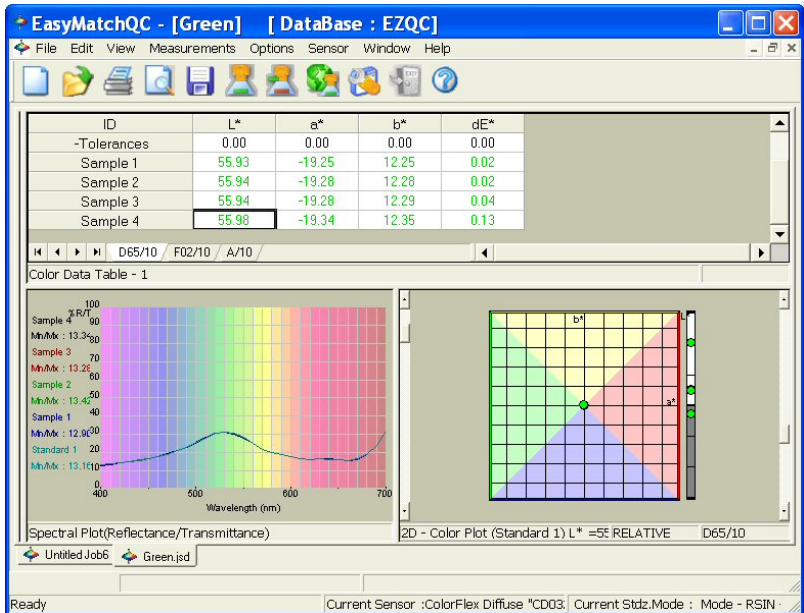 EasyMatchQC - [Green] [ DataBase : EZQC]
File Edit View Measurements Options Sensor Window Help
ID L* a* b* dE*
-Tolerances 0.00 0.00 0.00 0.00
Sample 1 55.93 -19.25 12.25 0.02
Sample 2 55.94 -19.28 12.28 0.02
Sample 3 55.94 -19.28 12.29 0.04
Sample 4 55.98 -19.34 12.35 0.13
D65/10 F02/10 A/10
Color Data Table - 1
%R/T
100
90
80
70
60
50
40
30
20
10
0
Sample 4
Mn/Mx : 13.34
Sample 3
Mn/Mx : 13.28
Sample 2
Mn/Mx : 13.42
Sample 1
Mn/Mx : 12.90
Standard 1
Mn/Mx : 13.16
400 500 600 700
Wavelength (nm)
b*
a*
L*
Spectral Plot(Reflectance/Transmittance)
2D - Color Plot (Standard 1) L* =55 RELATIVE D65/10
Untitled Job6 Green.jsd
Ready
Current Sensor :ColorFlex Diffuse "CD03: Current Stdz.Mode : Mode - RSIN -